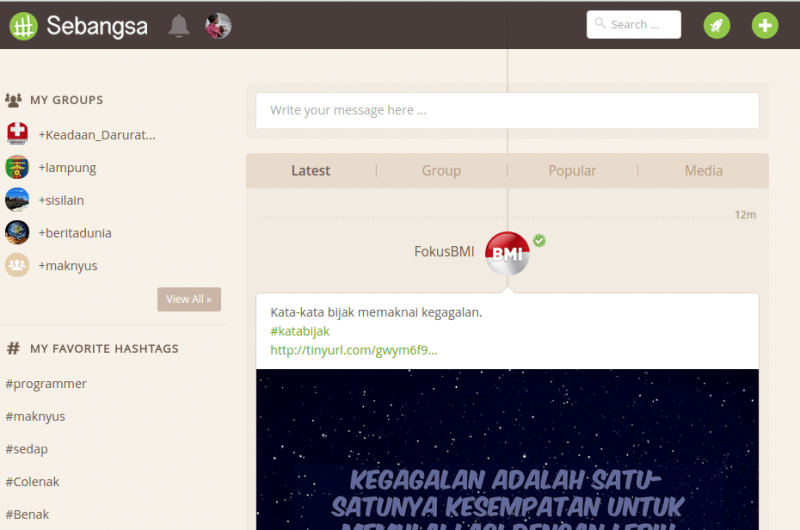 Sebangsa
Search ...
MY GROUPS
+Keadaan_Darurat...
+lampung
+sisilain
+beritadunia
+maknyus
View All »
# MY FAVORITE HASHTAGS
#programmer
#maknyus
#sedap
#Colenak
#Benak
Write your message here ...
Latest
Group
Popular
Media
12m
FokusBMI
BMI
Kata-kata bijak memaknai kegagalan.
#katabijak
http://tinyurl.com/gwym6f9...
KEGAGALAN ADALAH SATU-
SATUNYA KESEMPATAN UNTUK